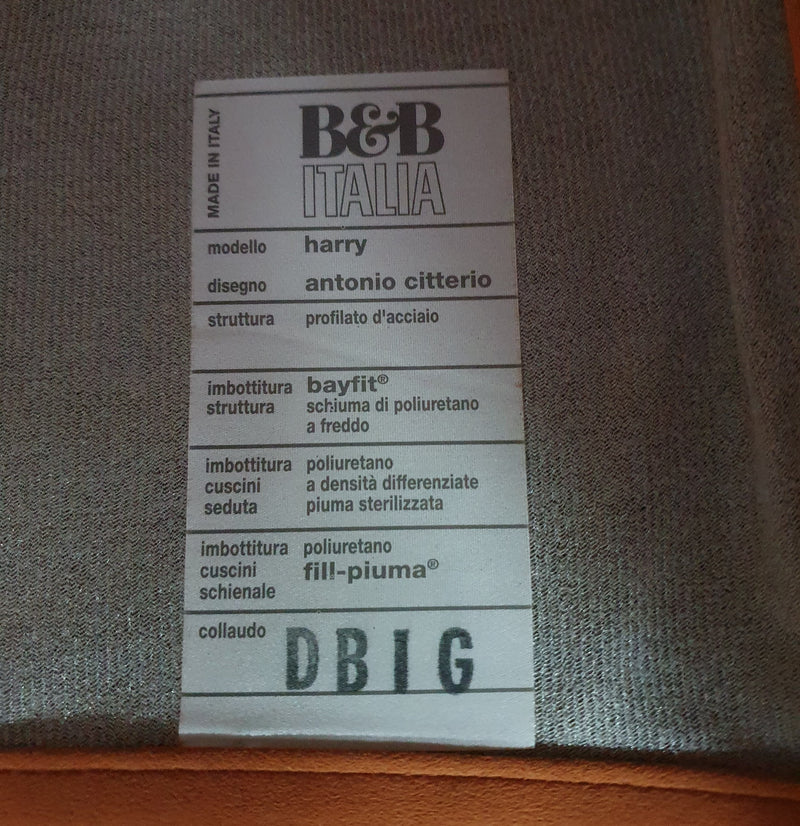 MADE IN ITALY
B&B
ITALIA
modello harry
disegno antonio citterio
struttura profilato d'acciaio
imbottitura bayfit®
struttura schiuma di poliuretano
a freddo
imbottitura poliuretano
cuscini a densità differenziate
seduta piuma sterilizzata
imbottitura poliuretano
cuscini fill-piuma®
schienale
collaudo DBIG